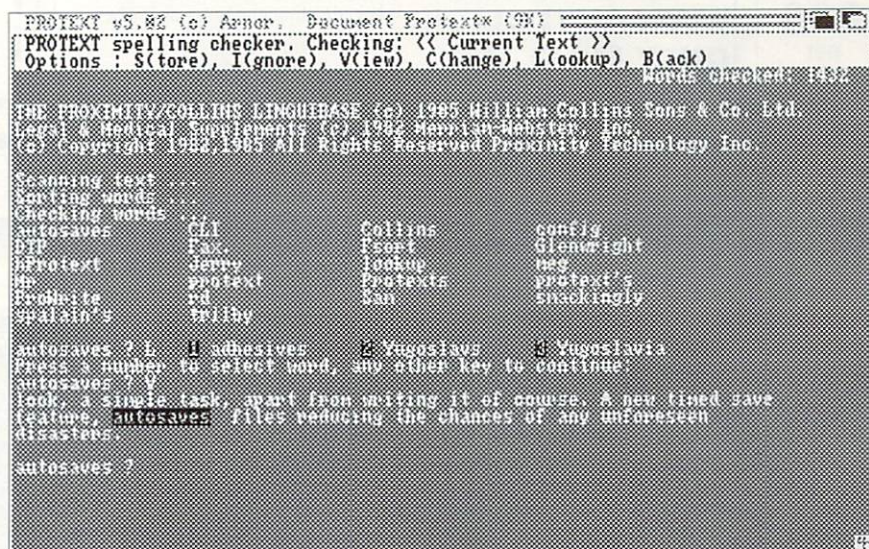 PROTEXT v5.02 (c) Arnor. Document Protext* (9K)
PROTEXT spelling checker. Checking: << Current Text >>
Options : S(tore), I(gnore), V(iew), C(hange), L(ookup), B(ack)
Words checked: 1432
THE PROXIMITY/COLLINS LINGUIBASE (c) 1985 William Collins Sons & Co. Ltd.
Legal & Medical Supplements (c) 1982 Merriam-Webster, Inc.
(c) Copyright 1982,1985 All Rights Reserved Proximity Technology Inc.
Scanning text ...
Sorting words ...
Checking words ...
autosaves CLI Collins config
DTP Fax. Fsort Glenwright
hProtext Jerry lookup meg
Mr protext Protexts protext's
ProWrite rd San smackingly
spalain's trilby
autosaves ? L 1 adhesives 2 Yugoslavs 3 Yugoslavia
Press a number to select word, any other key to continue:
autosaves ? V
look, a simple task, apart from writing it of course. A new timed save
feature, autosaves files reducing the chances of any unforeseen
disasters.
autosaves ?